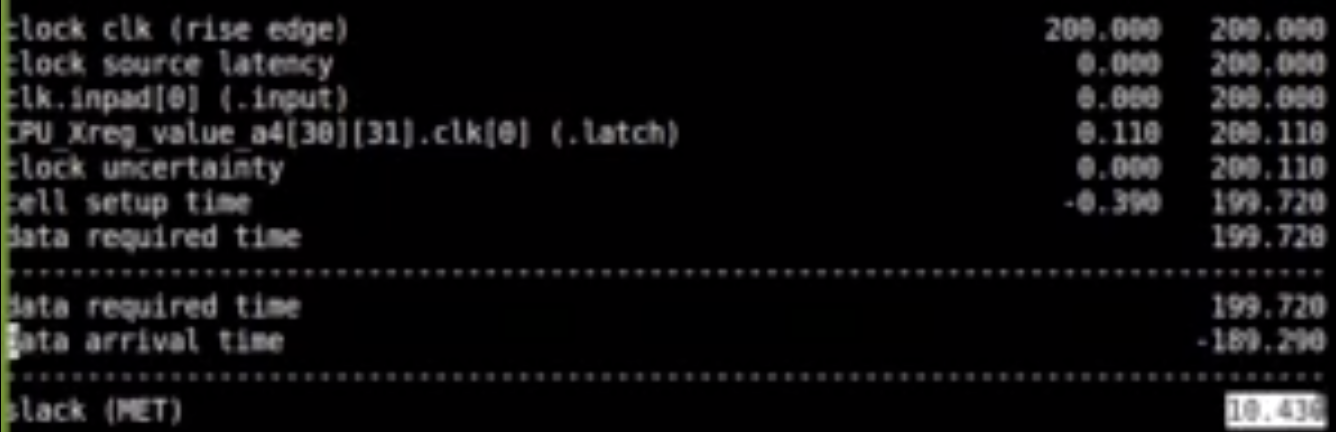 clock clk (rise edge) 200.000 200.000
clock source latency 0.000 200.000
clk.inpad[0] (.input) 0.000 200.000
CPU_Xreg_value_a4[30][31].clk[0] (.latch) 0.110 200.110
clock uncertainty 0.000 200.110
cell setup time -0.390 199.720
data required time 199.720
--------------------------------------------------------------------------------
data required time 199.720
data arrival time -189.290
--------------------------------------------------------------------------------
slack (MET) 10.430